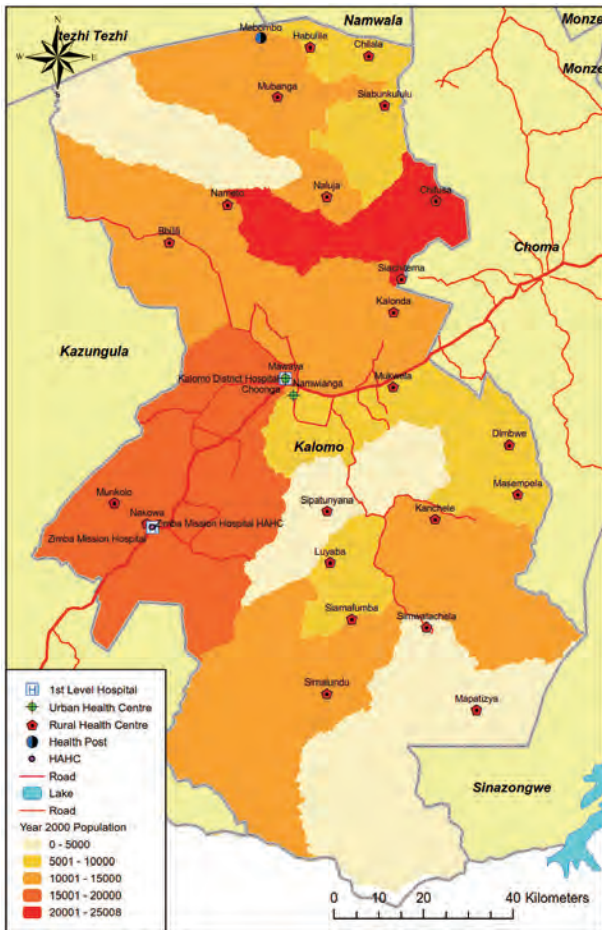 N
W
E
S
Itezhi Tezhi
Namwala
Monze
Monze
Mebombo
Habulile
Chilala
Mubanga
Siabunkululu
Naluja
Chifusa
Bbilili
Siachitema
Kalonda
Choma
Kazungula
Mawaya
Kalomo District Hospital
Namwianga
Choonga
Mukwela
Kalomo
Dimbwe
Masempela
Munkolo
Sipatunyana
Kanchele
Nakowa
Zimba Mission Hospital HAHC
Zimba Mission Hospital
Luyaba
Siamafumba
Simwatachela
Simalundu
Mapatizya
Sinazongwe
1st Level Hospital
Urban Health Centre
Rural Health Centre
Health Post
HAHC
Road
Lake
Road
Year 2000 Population
0 - 5000
5001 - 10000
10001 - 15000
15001 - 20000
20001 - 25008
0 10 20 40 Kilometers